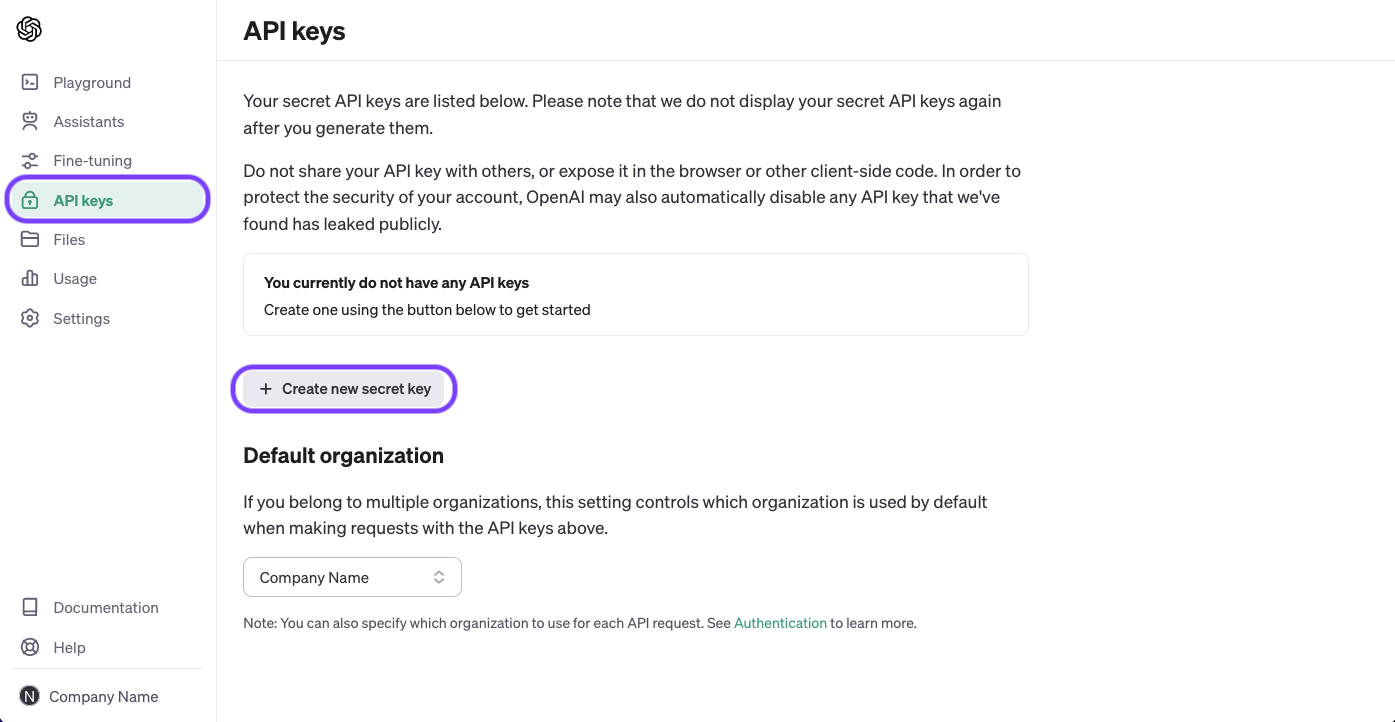 API keys
Playground
Assistants
Fine-tuning
API keys
Files
Usage
Settings
Your secret API keys are listed below. Please note that we do not display your secret API keys again
after you generate them.
Do not share your API key with others, or expose it in the browser or other client-side code. In order to
protect the security of your account, OpenAI may also automatically disable any API key that we've
found has leaked publicly.
You currently do not have any API keys
Create one using the button below to get started
+ Create new secret key
Default organization
If you belong to multiple organizations, this setting controls which organization is used by default
when making requests with the API keys above.
Company Name
Note: You can also specify which organization to use for each API request. See Authentication to learn more.
Documentation
Help
N Company Name